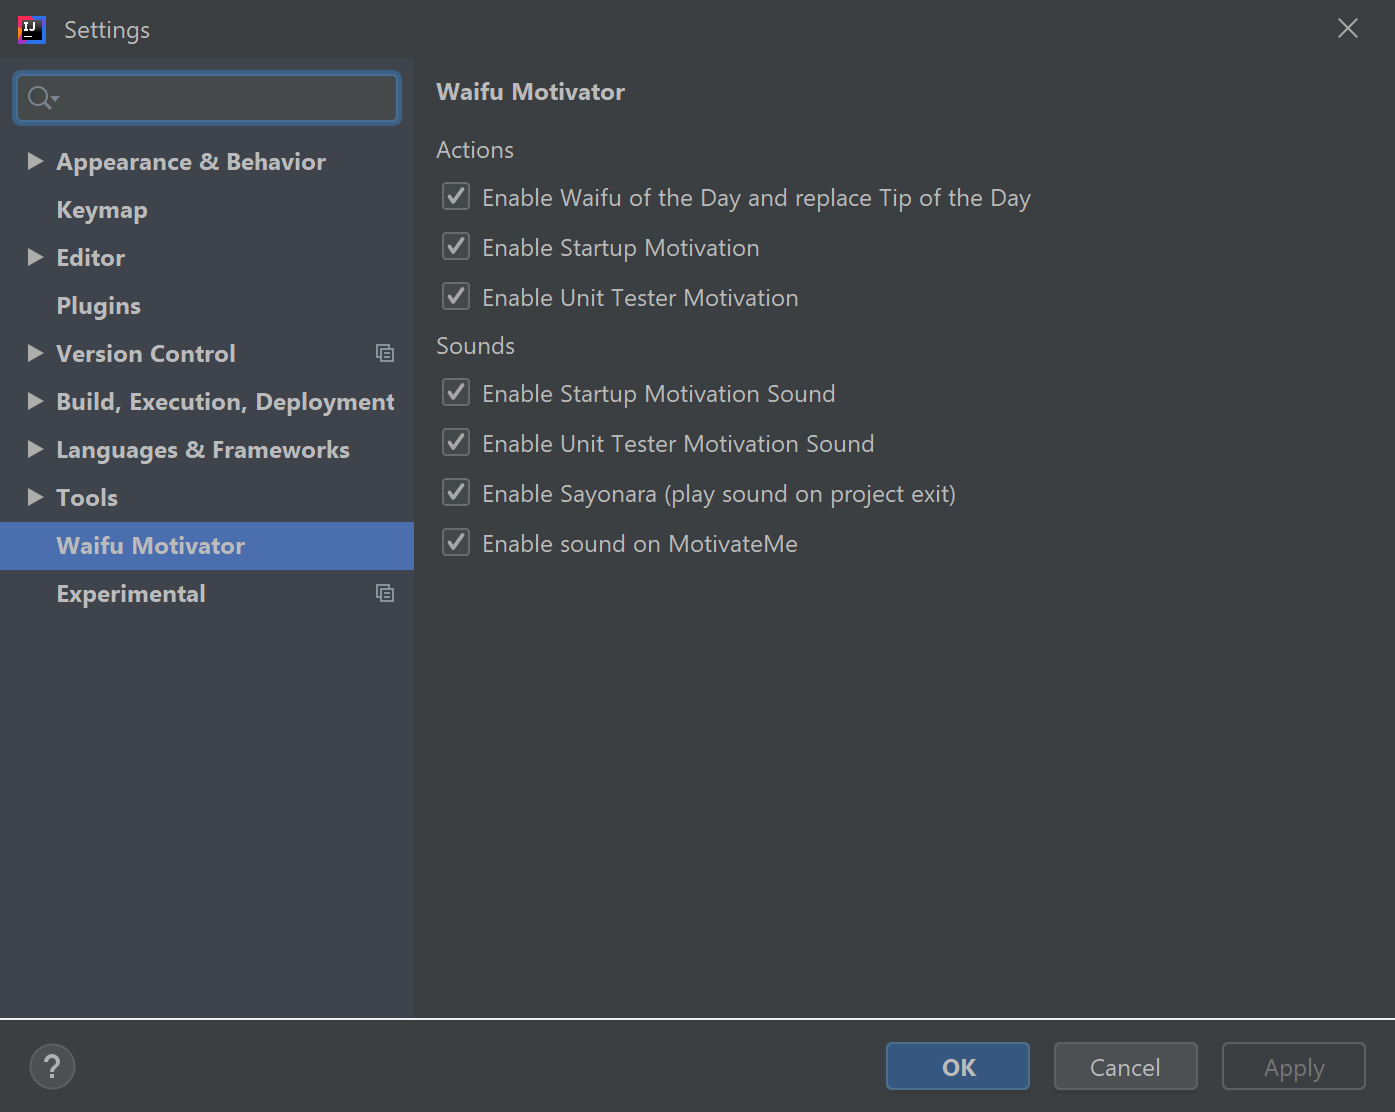 IJ
Settings
Waifu Motivator
Appearance & Behavior
Keymap
Editor
Plugins
Version Control
Build, Execution, Deployment
Languages & Frameworks
Tools
Waifu Motivator
Experimental
Actions
Enable Waifu of the Day and replace Tip of the Day
Enable Startup Motivation
Enable Unit Tester Motivation
Sounds
Enable Startup Motivation Sound
Enable Unit Tester Motivation Sound
Enable Sayonara (play sound on project exit)
Enable sound on MotivateMe
?
OK
Cancel
Apply